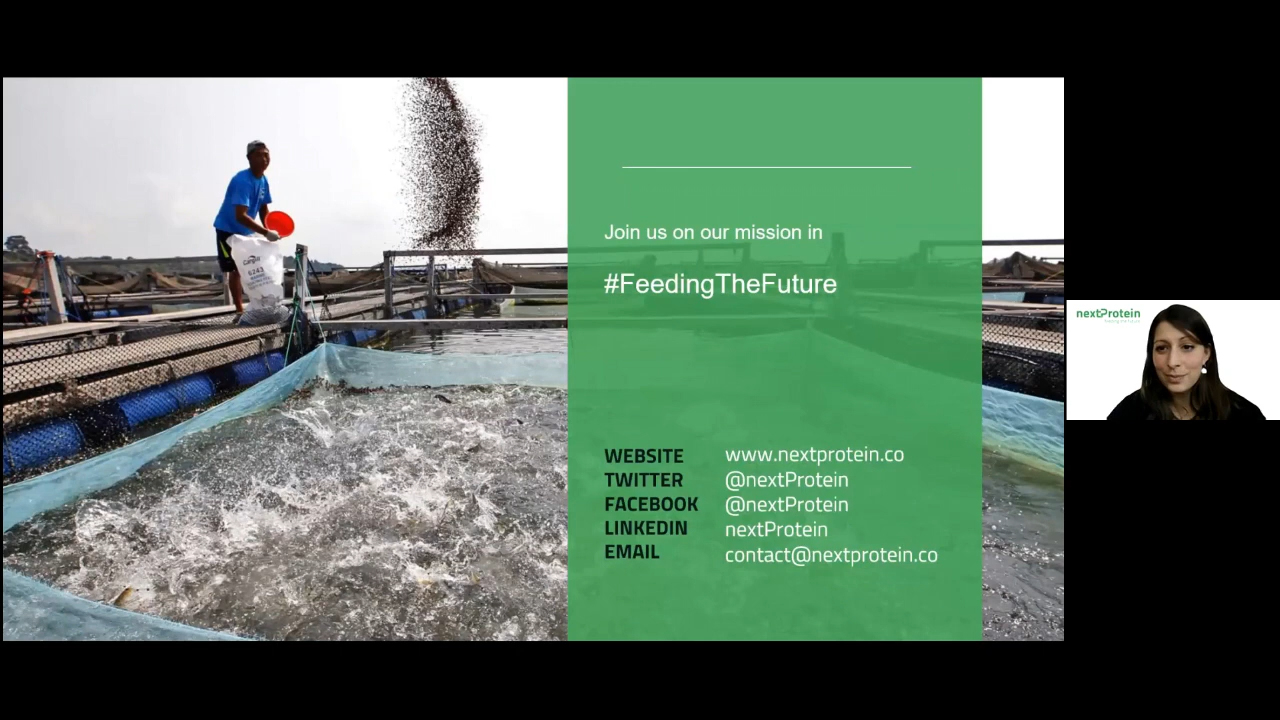 Join us on our mission in
#FeedingTheFuture
WEBSITE www.nextprotein.co
TWITTER @nextProtein
FACEBOOK @nextProtein
LINKEDIN nextProtein
EMAIL contact@nextprotein.co
nextProtein
6243